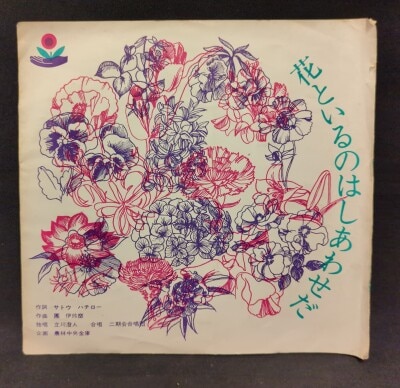 花といるのはしあわせだ
作詩 サトウ ハチロー
作曲 團 伊玖磨
独唱 立川澄人 合唱 二期会合唱団
企画 農林中央金庫